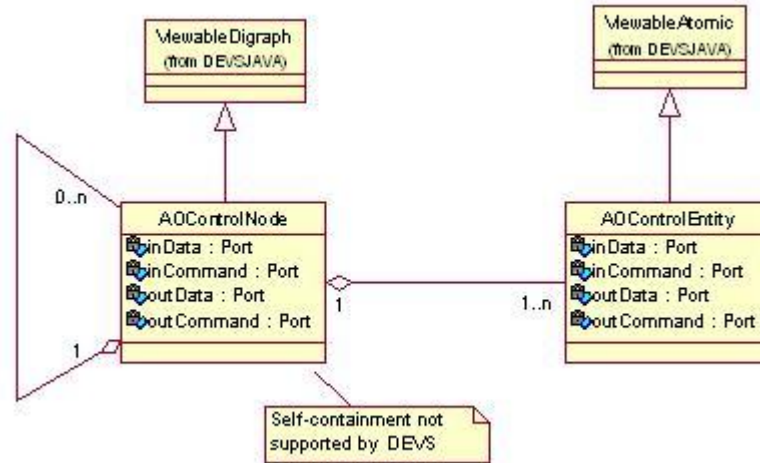 ViewableDigraph
(from DEVSJAVA)
ViewableAtomic
(from DEVSJAVA)
0..n
AOControlNode
inData : Port
inCommand : Port
outData : Port
outCommand : Port
AOControlEntity
inData : Port
inCommand : Port
outData : Port
outCommand : Port
1
1..n
1
Self-containment not
supported by DEVS